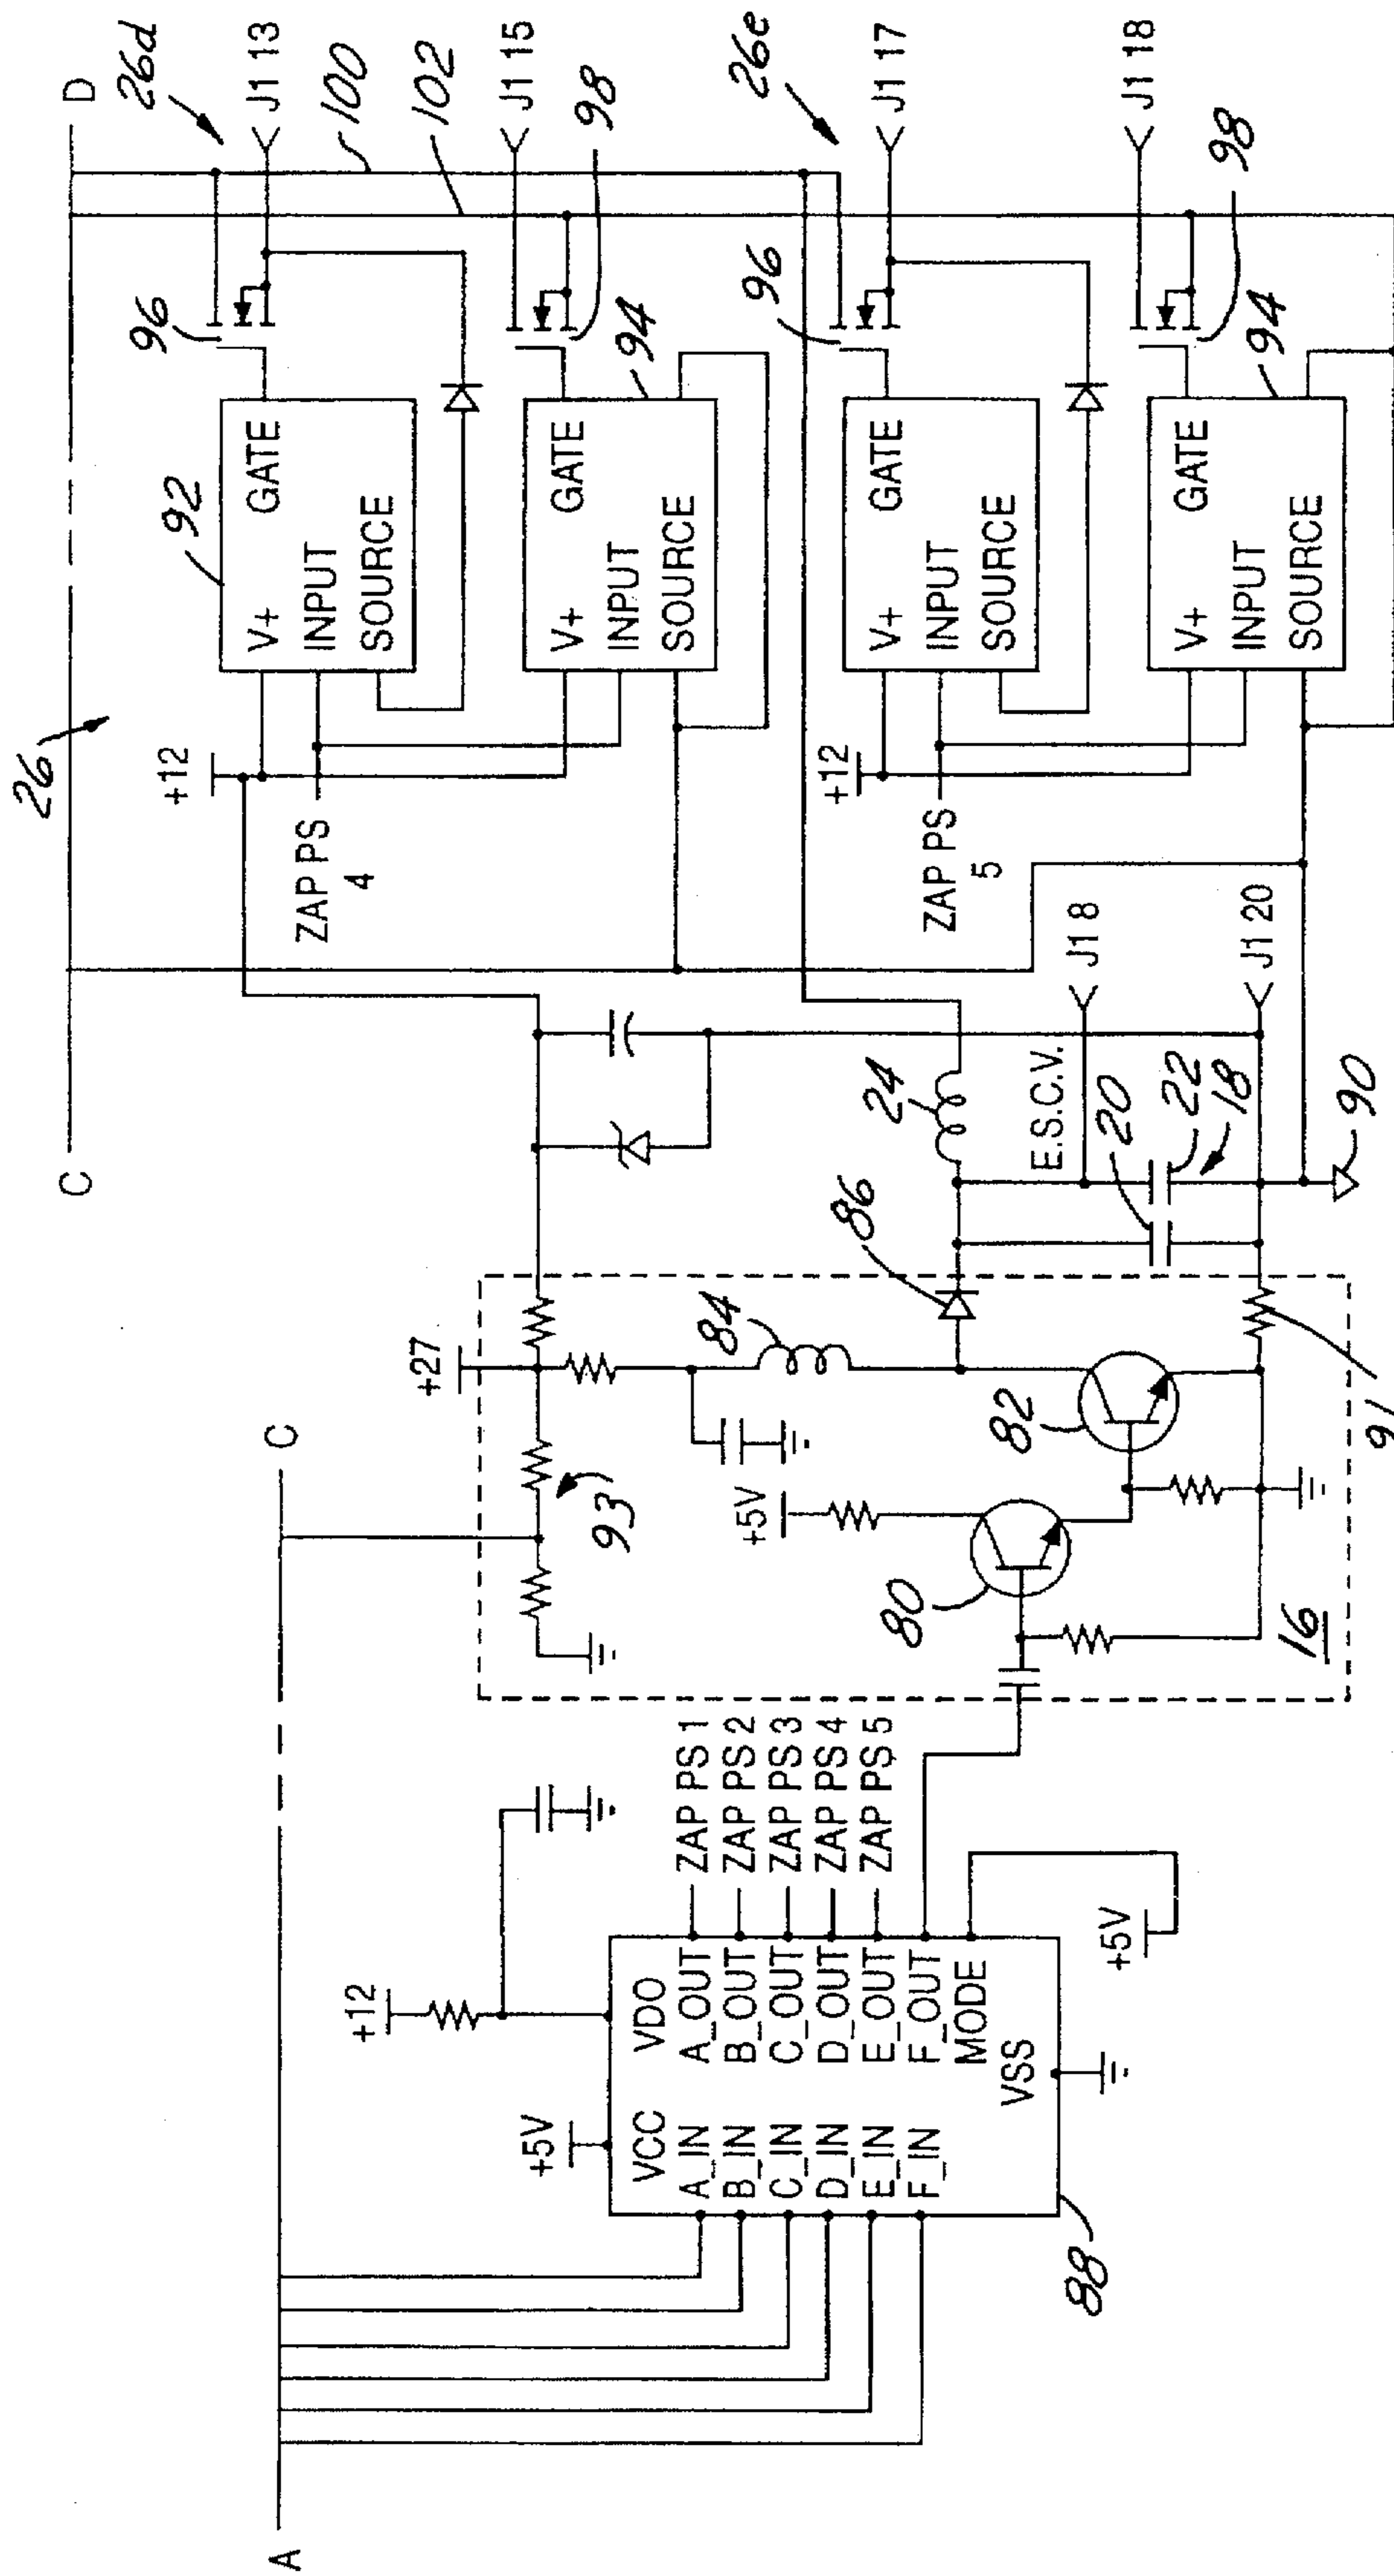 26
C
D
26d
+12
ZAP PS
4
92
V+
GATE
INPUT
SOURCE
96
J1 13
100
102
V+
GATE
INPUT
SOURCE
94
98
J1 15
+12
ZAP PS
5
V+
GATE
INPUT
SOURCE
96
26e
J1 17
V+
GATE
INPUT
SOURCE
94
98
J1 18
A
C
+27
93
84
86
24
E.S.C.V.
J1 8
20
22
18
J1 20
90
+5V
80
82
91
16
+12
+5V
VCC
VDO
A_IN
A_OUT
ZAP PS 1
B_IN
B_OUT
ZAP PS 2
C_IN
C_OUT
ZAP PS 3
D_IN
D_OUT
ZAP PS 4
E_IN
E_OUT
ZAP PS 5
F_IN
F_OUT
MODE
VSS
+5V
88